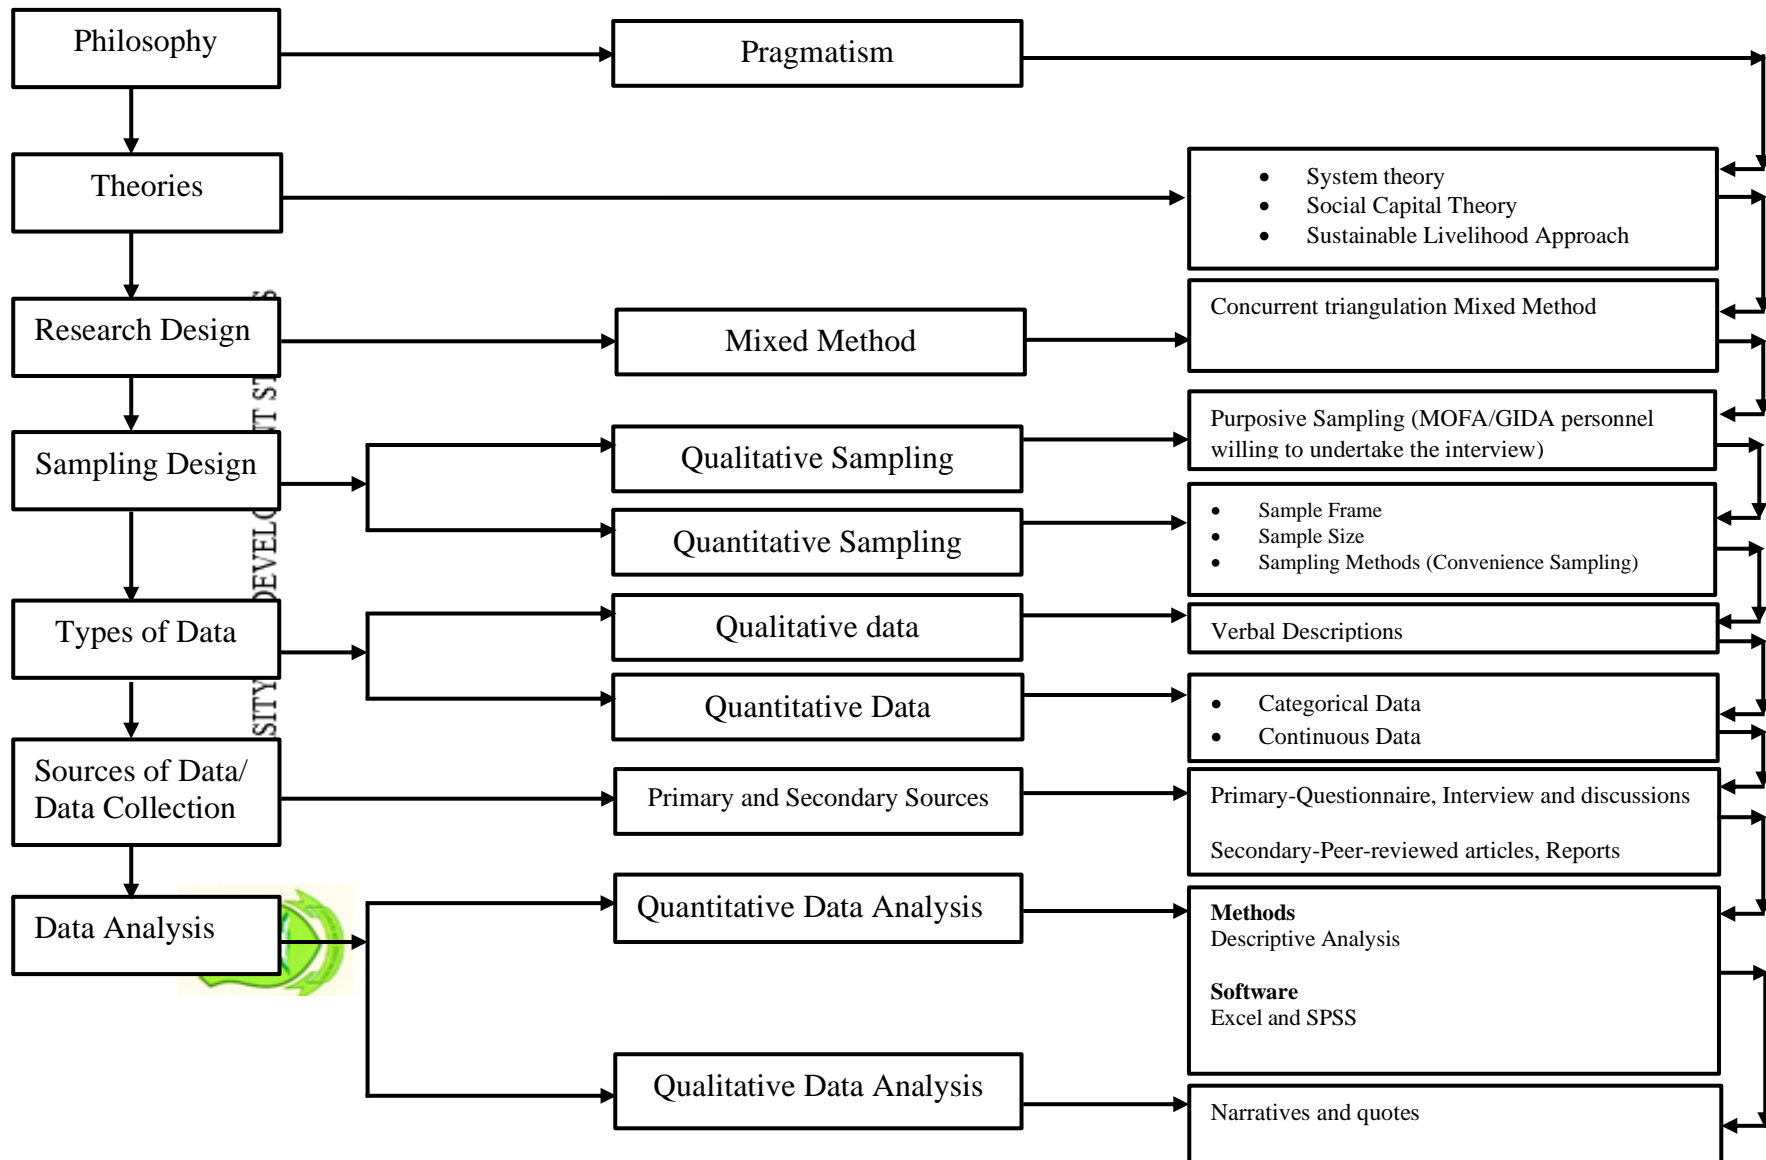 Philosophy
Pragmatism
Theories
• System theory
• Social Capital Theory
• Sustainable Livelihood Approach
Research Design
Mixed Method
Concurrent triangulation Mixed Method
Sampling Design
Qualitative Sampling
Purposive Sampling (MOFA/GIDA personnel
willing to undertake the interview)
Quantitative Sampling
• Sample Frame
• Sample Size
• Sampling Methods (Convenience Sampling)
Types of Data
Qualitative data
Verbal Descriptions
Quantitative Data
• Categorical Data
• Continuous Data
Sources of Data/
Data Collection
Primary and Secondary Sources
Primary-Questionnaire, Interview and discussions
Secondary-Peer-reviewed articles, Reports
Data Analysis
Quantitative Data Analysis
Methods
Descriptive Analysis
Software
Excel and SPSS
Qualitative Data Analysis
Narratives and quotes